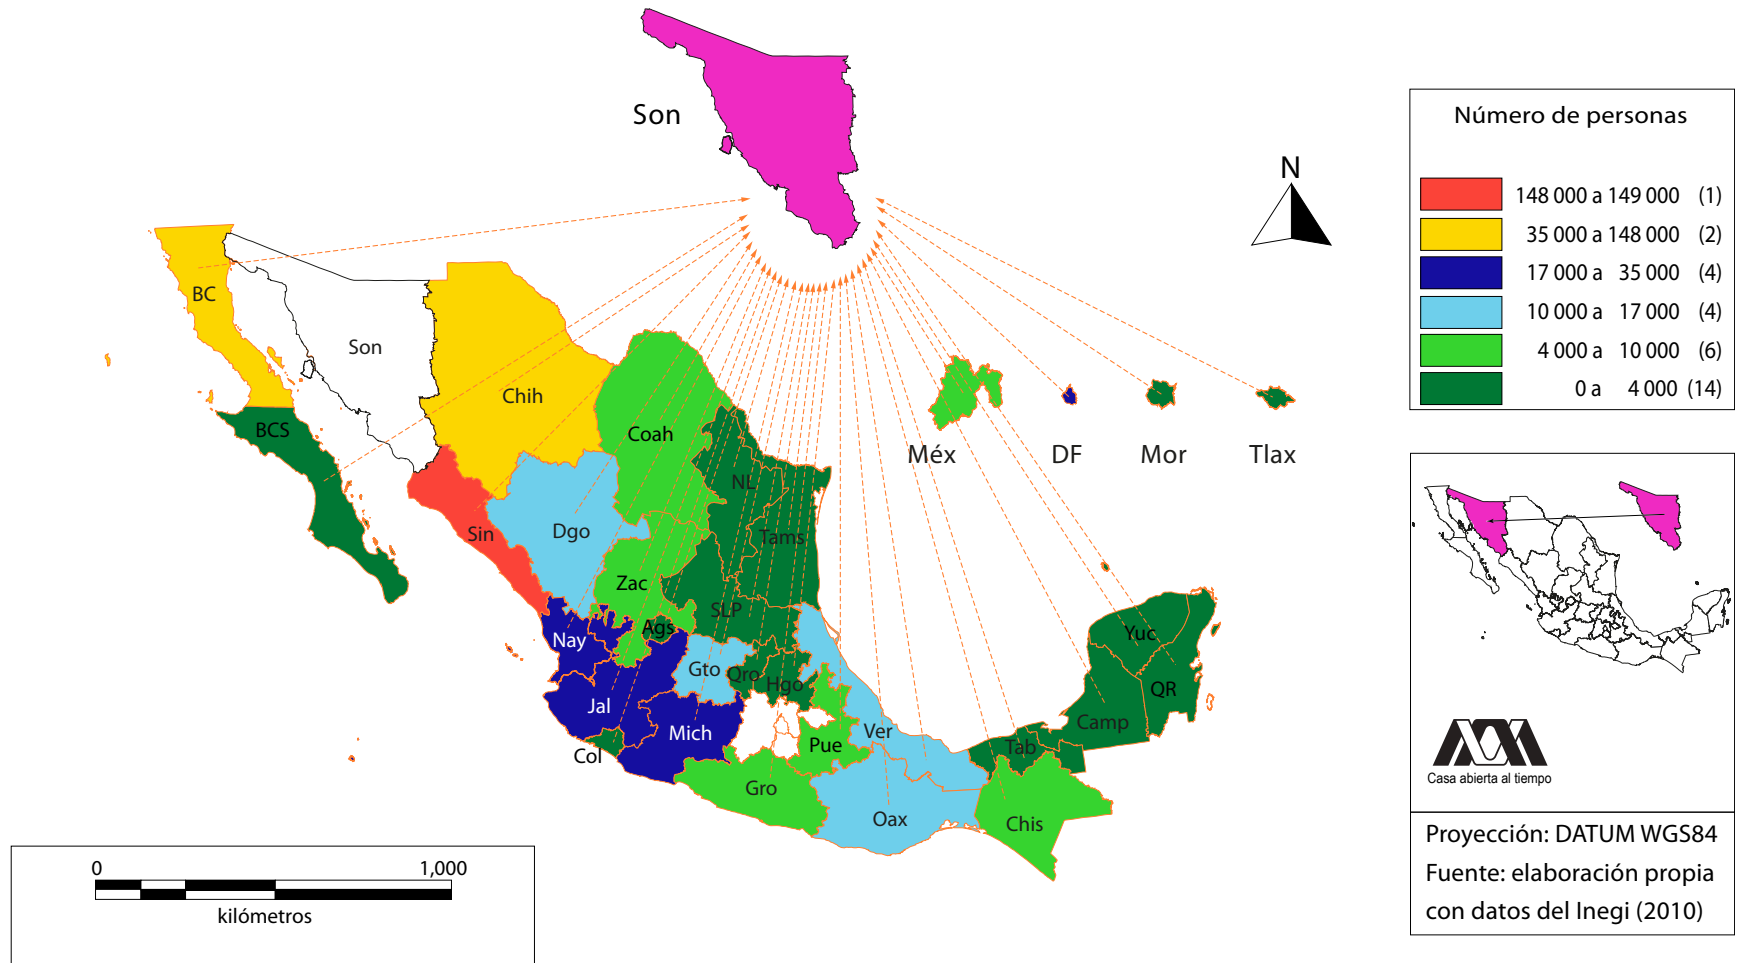 Son
N
Número de personas
148 000 a 149 000 (1)
35 000 a 148 000 (2)
17 000 a 35 000 (4)
10 000 a 17 000 (4)
4 000 a 10 000 (6)
0 a 4 000 (14)
BC
Son
Chih
BCS
Coah
Méx
DF
Mor
Tlax
NL
Sin
Dgo
Tams
Zac
SLP
Ags
Nay
Yuc
Gto
Qro
Hgo
QR
Jal
Camp
Mich
Ver
Pue
Tab
Col
Gro
Oax
Chis
Casa abierta al tiempo
Proyección: DATUM WGS84
Fuente: elaboración propia
con datos del Inegi (2010)
0 1,000
kilómetros